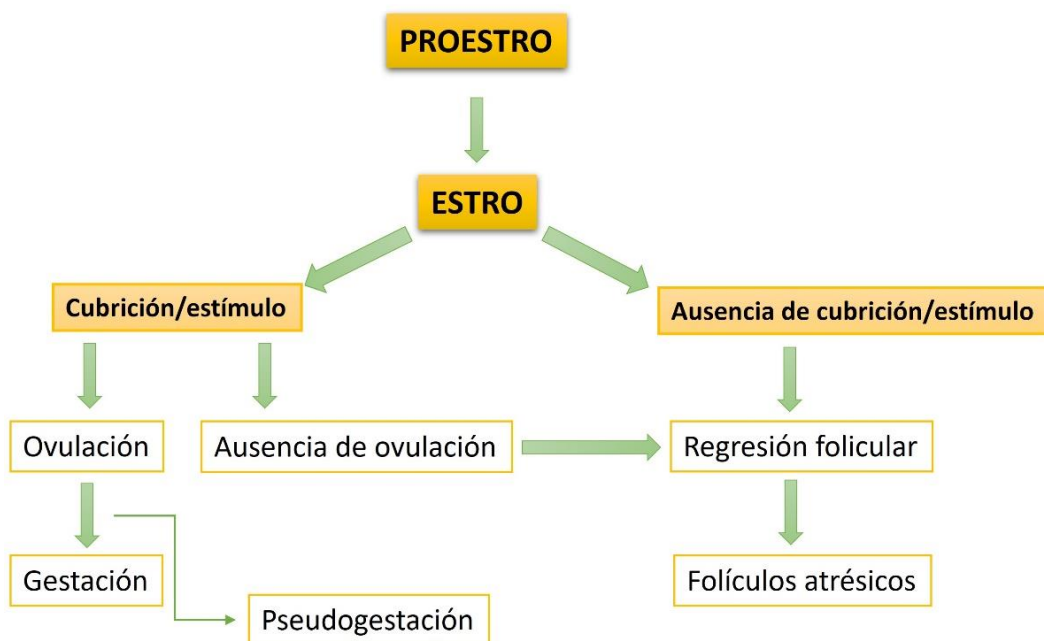 PROESTRO
ESTRO
Cubrición/estímulo
Ausencia de cubrición/estímulo
Ovulación
Ausencia de ovulación
Regresión folicular
Gestación
Folículos atrésicos
Pseudogestación